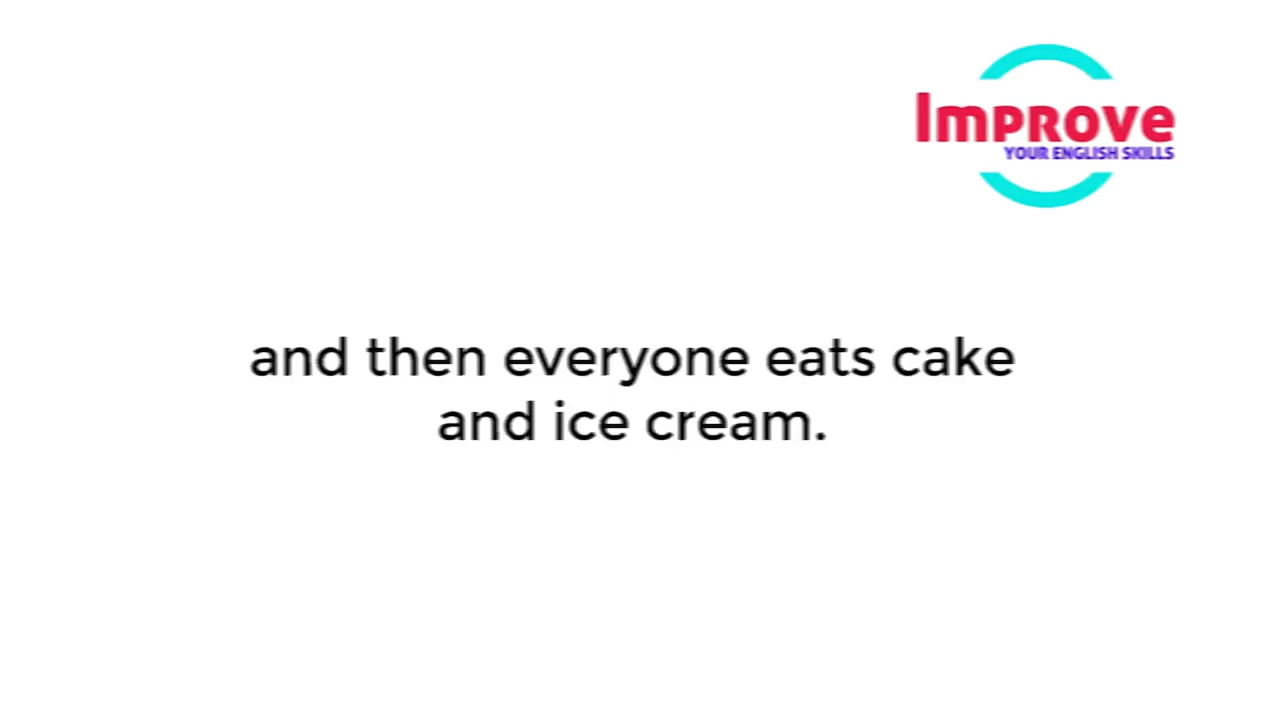 Improve
YOUR ENGLISH SKILLS
and then everyone eats cake
and ice cream.